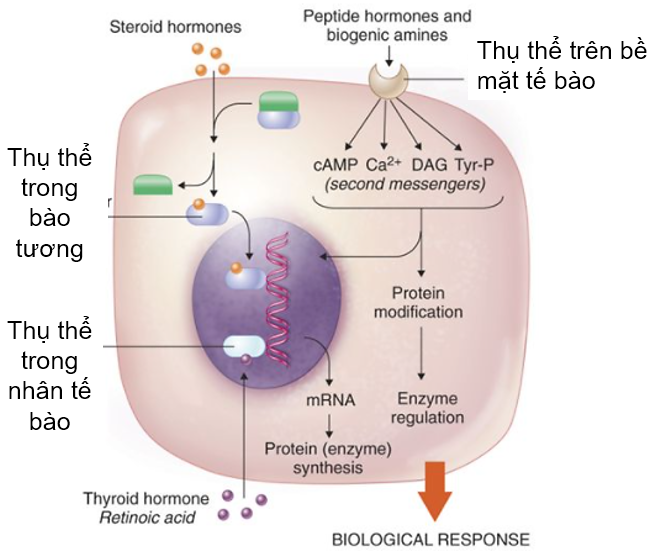 Steroid hormones
Peptide hormones and
biogenic amines
Thụ thể trên bề
mặt tế bào
Thụ thể
trong
bào
tương
r
cAMP Ca²⁺ DAG Tyr-P
(second messengers)
Protein
modification
Thụ thể
trong
nhân tế
bào
mRNA
Enzyme
regulation
Protein (enzyme)
synthesis
Thyroid hormone
Retinoic acid
BIOLOGICAL RESPONSE